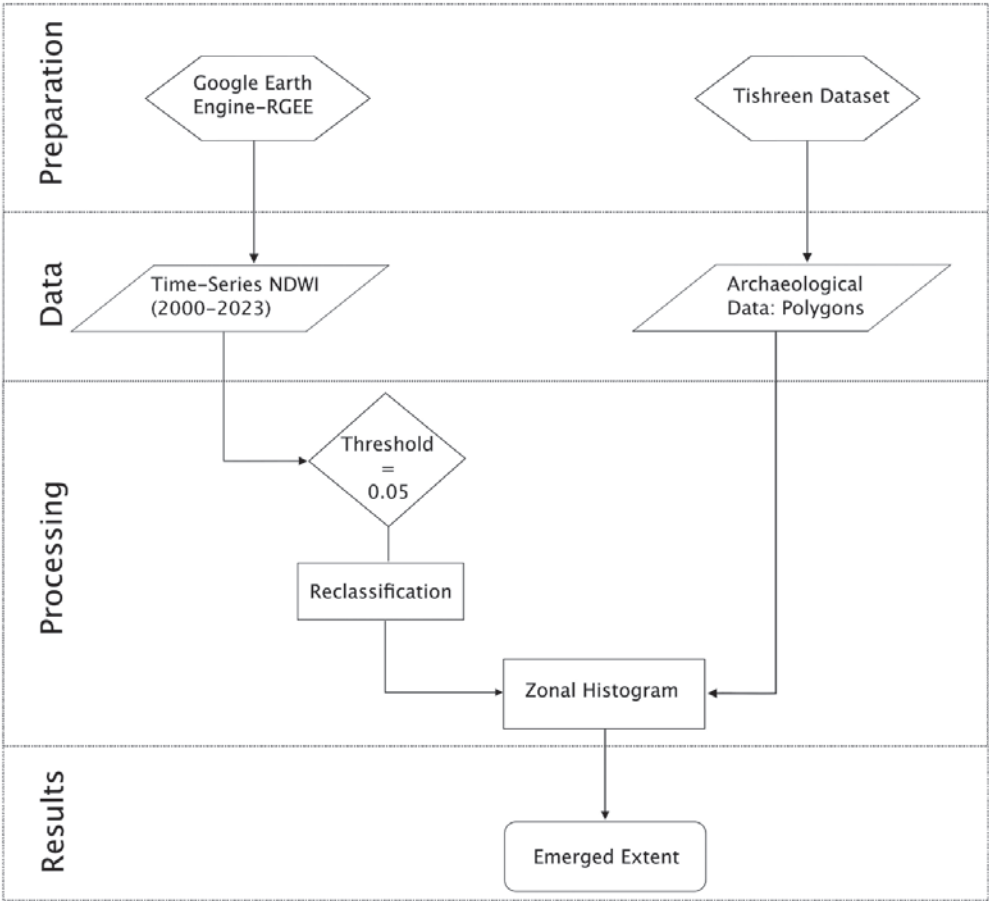 Preparation
Google Earth
Engine-RGEE
Tishreen Dataset
Data
Time-Series NDWI
(2000-2023)
Archaeological
Data: Polygons
Processing
Threshold
=
0.05
Reclassification
Zonal Histogram
Results
Emerged Extent